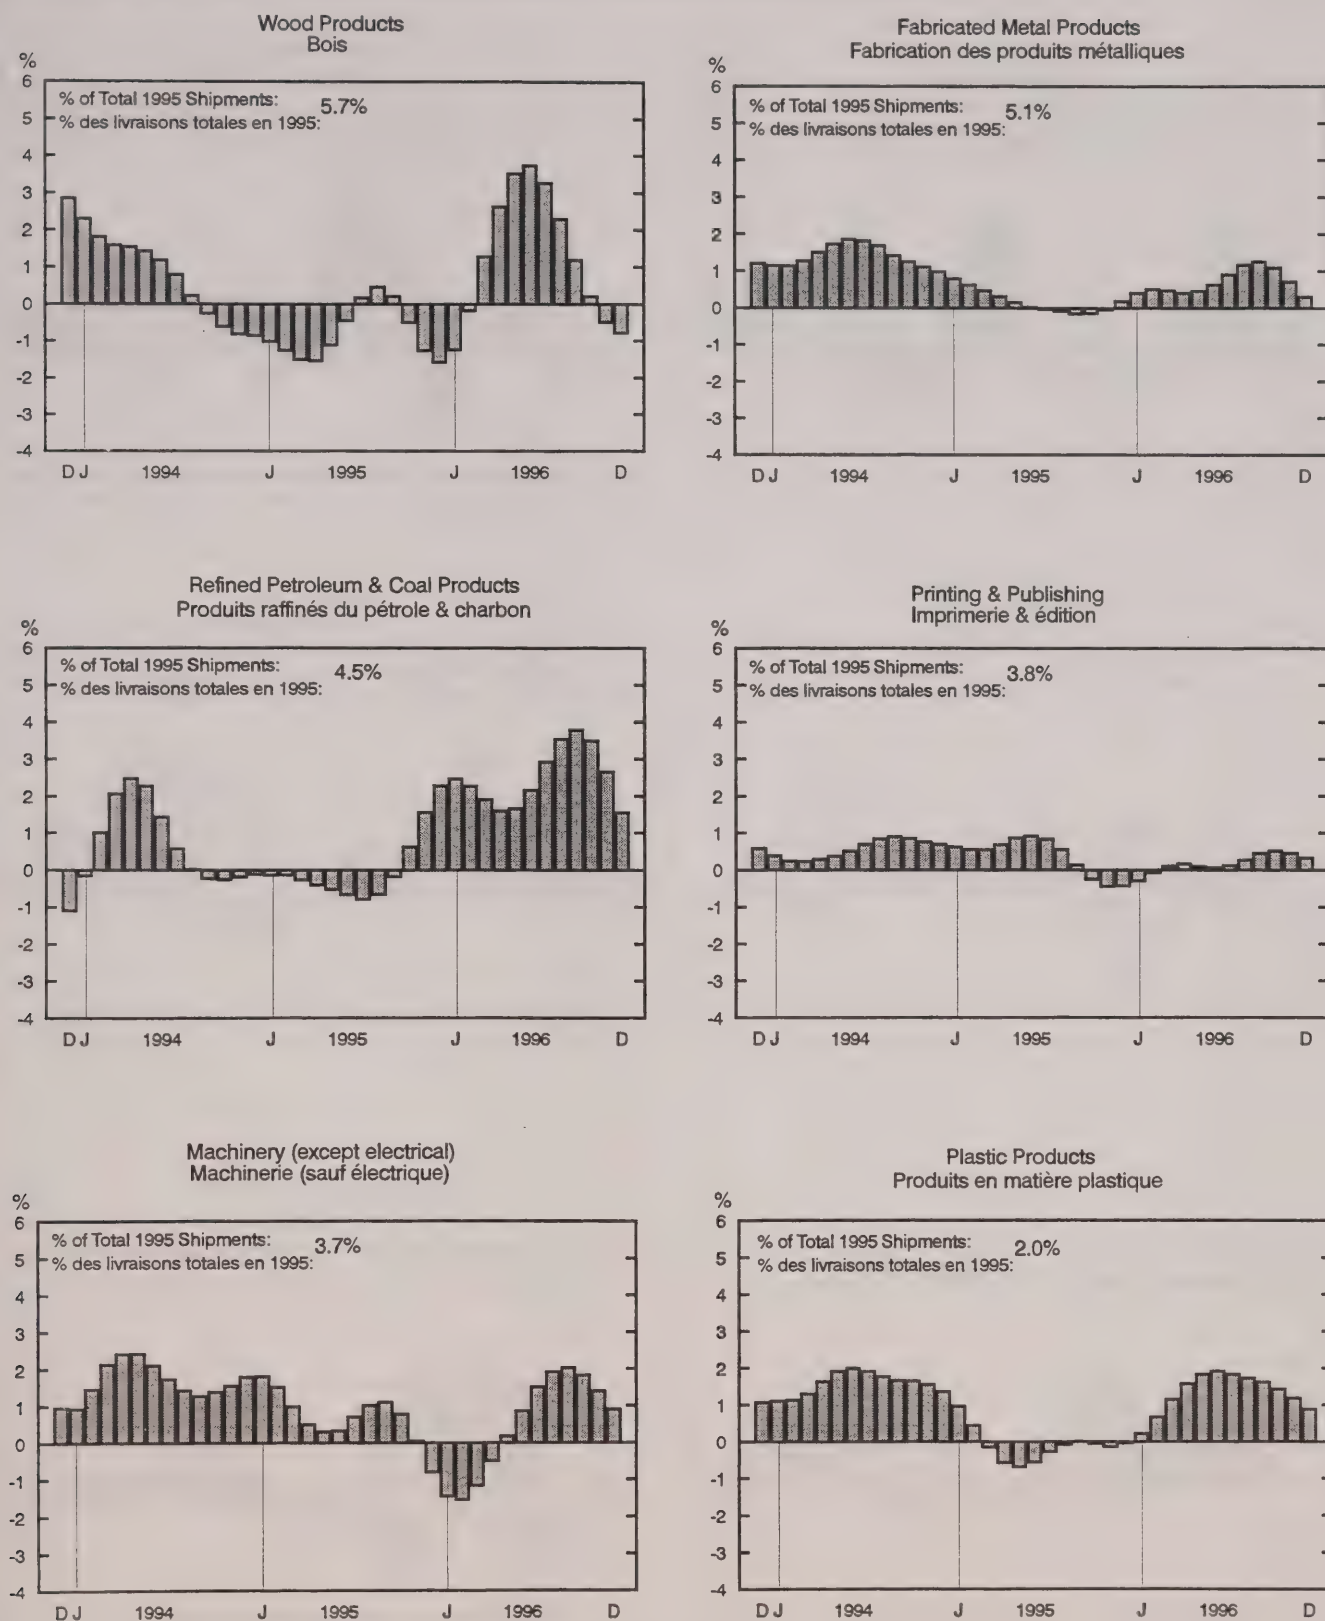 Wood Products
Bois
%
% of Total 1995 Shipments: 5.7%
% des livraisons totales en 1995:
6
5
4
3
2
1
0
-1
-2
-3
-4
D J 1994 J 1995 J 1996 D
Fabricated Metal Products
Fabrication des produits métalliques
%
% of Total 1995 Shipments: 5.1%
% des livraisons totales en 1995:
6
5
4
3
2
1
0
-1
-2
-3
-4
D J 1994 J 1995 J 1996 D
Refined Petroleum & Coal Products
Produits raffinés du pétrole & charbon
%
% of Total 1995 Shipments: 4.5%
% des livraisons totales en 1995:
6
5
4
3
2
1
0
-1
-2
-3
-4
D J 1994 J 1995 J 1996 D
Printing & Publishing
Imprimerie & édition
%
% of Total 1995 Shipments: 3.8%
% des livraisons totales en 1995:
6
5
4
3
2
1
0
-1
-2
-3
-4
D J 1994 J 1995 J 1996 D
Machinery (except electrical)
Machinerie (sauf électrique)
%
% of Total 1995 Shipments: 3.7%
% des livraisons totales en 1995:
6
5
4
3
2
1
0
-1
-2
-3
-4
D J 1994 J 1995 J 1996 D
Plastic Products
Produits en matière plastique
%
% of Total 1995 Shipments: 2.0%
% des livraisons totales en 1995:
6
5
4
3
2
1
0
-1
-2
-3
-4
D J 1994 J 1995 J 1996 D